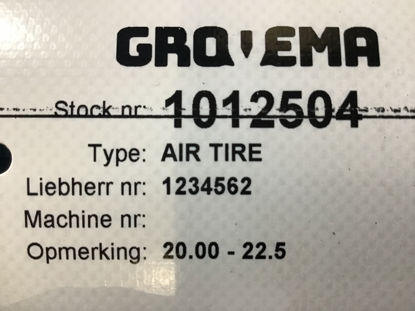 GROVEMA
Stock nr: 1012504
Type: AIR TIRE
Liebherr nr: 1234562
Machine nr:
Opmerking: 20.00 - 22.5